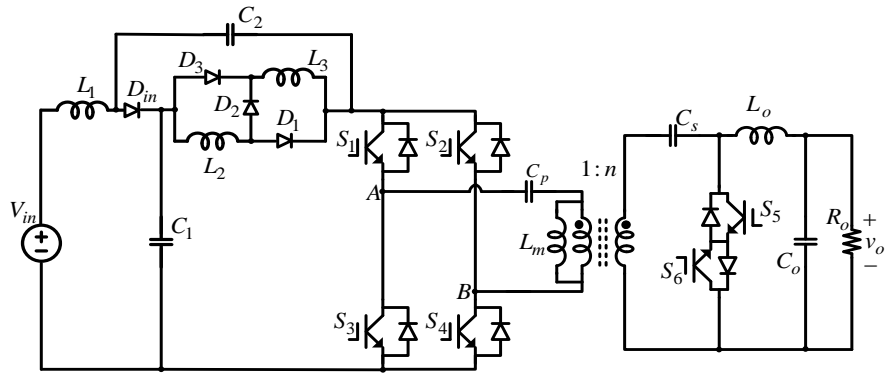 C2
D3
L3
L1
Din
D2
D1
L2
S1
S2
Cs
Lo
Vin
C1
A
Cp
1:n
Lm
S5
S6
Ro
+
vo
−
Co
B
S3
S4